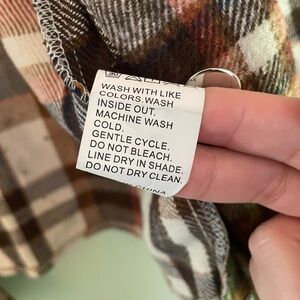 WASH WITH LIKE
COLORS.WASH
INSIDE OUT.
MACHINE WASH
COLD.
GENTLE CYCLE.
DO NOT BLEACH.
LINE DRY IN SHADE.
DO NOT DRY CLEAN.
CHINA